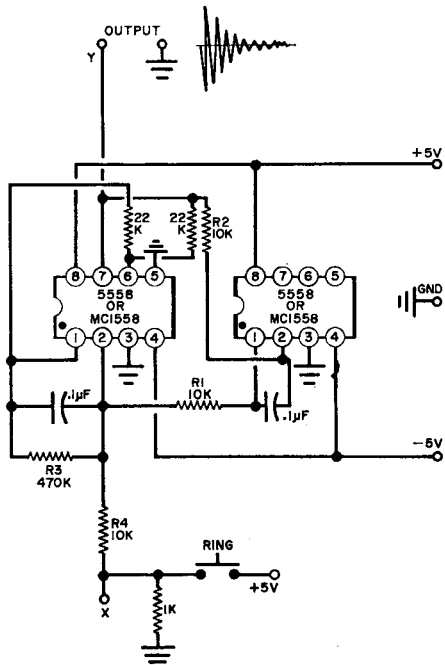 OUTPUT
Y
+5V
22
K
22
K
R2
10K
8 7 6 5
5558
OR
MC1558
1 2 3 4
8 7 6 5
5558
OR
MC1558
1 2 3 4
GND
.1µF
R1
10K
.1µF
R3
470K
-5V
R4
10K
RING
X
1K
+5V